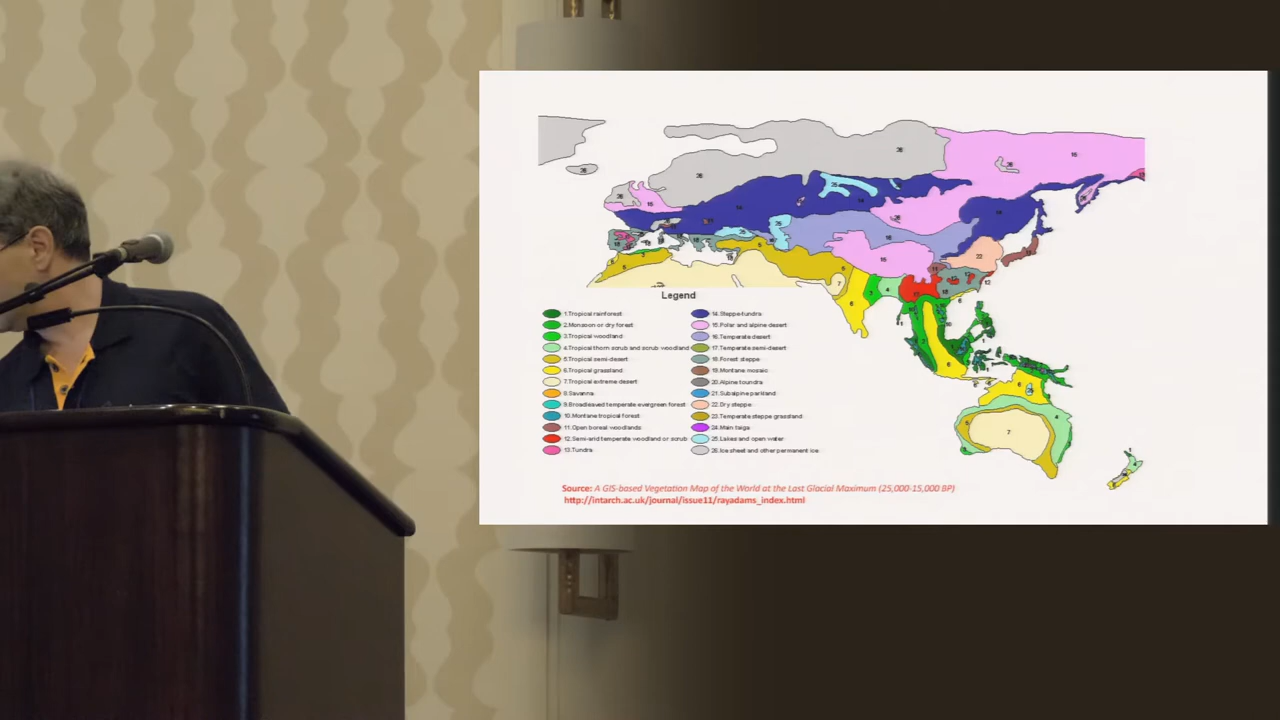 Legend
1.Tropical rainforest
2.Monsoon or dry forest
3.Tropical woodland
4.Tropical thorn scrub and scrub woodland
5.Tropical semi-desert
6.Tropical grassland
7.Tropical extreme desert
8.Savanna
9.Broadleaved temperate evergreen forest
10.Montane tropical forest
11.Open boreal woodlands
12.Semi-arid temperate woodland or scrub
13.Tundra
14.Steppe-tundra
15.Polar and alpine desert
16.Temperate desert
17.Temperate semi-desert
18.Forest steppe
19.Montane mosaic
20.Alpine toundra
21.Subalpine parkland
22.Dry steppe
23.Temperate steppe grassland
24.Main taiga
25.Lakes and open water
26.Ice sheet and other permanent ice
Source: A GIS-based Vegetation Map of the World at the Last Glacial Maximum (25,000-15,000 BP)
http://intarch.ac.uk/journal/issue11/rayadams_index.html